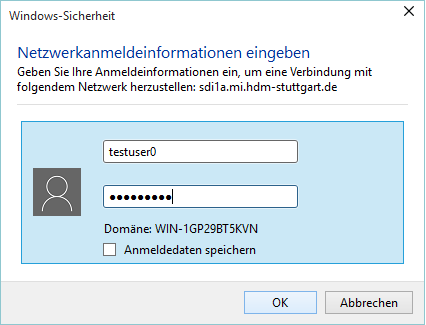 Windows-Sicherheit
Netzwerkanmeldeinformationen eingeben
Geben Sie Ihre Anmeldeinformationen ein, um eine Verbindung mit
folgendem Netzwerk herzustellen: sdi1a.mi.hdm-stuttgart.de
testuser0
●●●●●●●●●
Domäne: WIN-1GP29BT5KVN
Anmeldedaten speichern
OK
Abbrechen